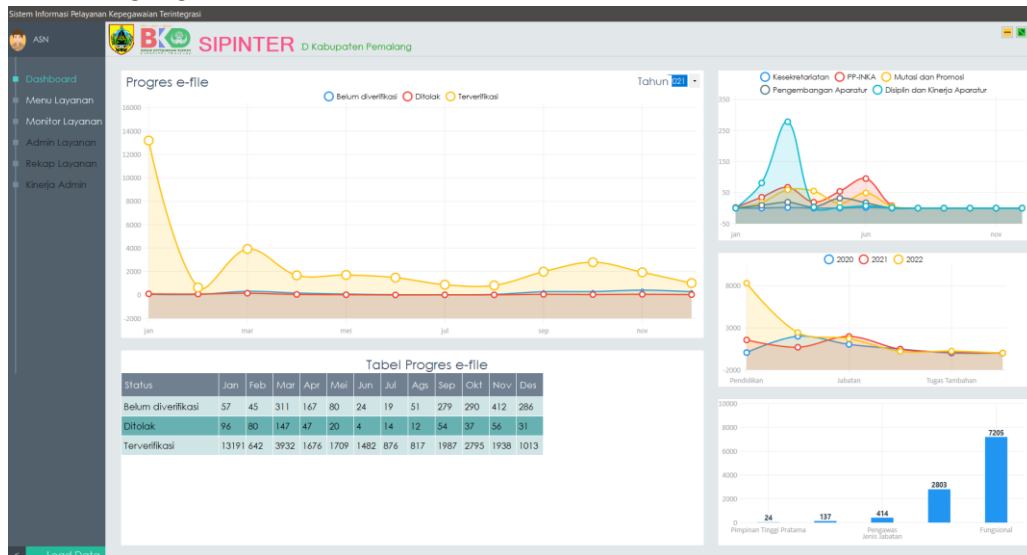 Sistem Informasi Pelayanan Kepegawaian Terintegrasi
ASN
BKD SIPINTER D Kabupaten Pemalang
Dashboard
Menu Layanan
Monitor Layanan
Admin Layanan
Rekap Layanan
Kinerja Admin
Load Data
Progres e-file
Tahun 021
Belum diverifikasi Ditolak Terverifikasi
16000
14000
12000
10000
8000
6000
4000
2000
0
-2000
jan mar mei jul sep nov
Tabel Progres e-file
Status Jan Feb Mar Apr Mei Jun Jul Ags Sep Okt Nov Des
Belum diverifikasi 57 45 311 167 80 24 19 51 279 290 412 286
Ditolak 96 80 147 47 20 4 14 12 54 37 56 31
Terverifikasi 13191 642 3932 1676 1709 1482 876 817 1987 2795 1938 1013
Kesekretariatan PP-INKA Mutasi dan Promosi
Pengembangan Aparatur Disiplin dan Kinerja Aparatur
350
250
150
50
-50
jan jun nov
2020 2021 2022
8000
3000
-2000
Pendidikan Jabatan Tugas Tambahan
10000
8000
6000
4000
2000
0
24 137 414 2803 7205
Pimpinan Tinggi Pratama Pengawas Fungsional
Jenis Jabatan